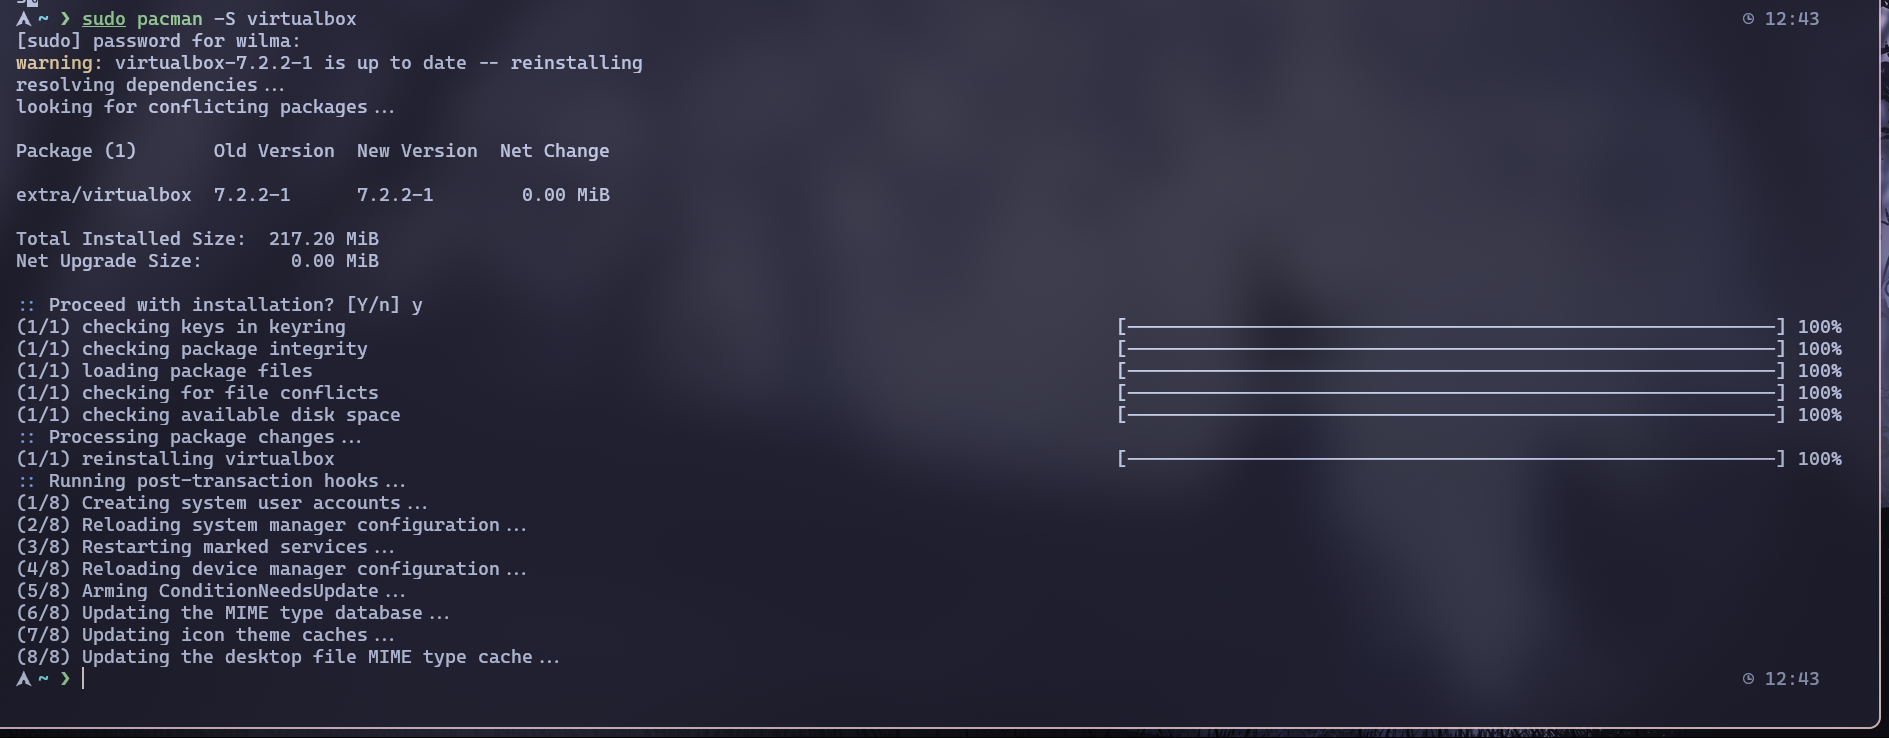 ~ ❯ sudo pacman -S virtualbox 12:43
[sudo] password for wilma:
warning: virtualbox-7.2.2-1 is up to date -- reinstalling
resolving dependencies...
looking for conflicting packages...
Package (1) Old Version New Version Net Change
extra/virtualbox 7.2.2-1 7.2.2-1 0.00 MiB
Total Installed Size: 217.20 MiB
Net Upgrade Size: 0.00 MiB
:: Proceed with installation? [Y/n] y
(1/1) checking keys in keyring [----------] 100%
(1/1) checking package integrity [----------] 100%
(1/1) loading package files [----------] 100%
(1/1) checking for file conflicts [----------] 100%
(1/1) checking available disk space [----------] 100%
:: Processing package changes...
(1/1) reinstalling virtualbox [----------] 100%
:: Running post-transaction hooks...
(1/8) Creating system user accounts...
(2/8) Reloading system manager configuration...
(3/8) Restarting marked services...
(4/8) Reloading device manager configuration...
(5/8) Arming ConditionNeedsUpdate...
(6/8) Updating the MIME type database...
(7/8) Updating icon theme caches...
(8/8) Updating the desktop file MIME type cache...
~ ❯ 12:43